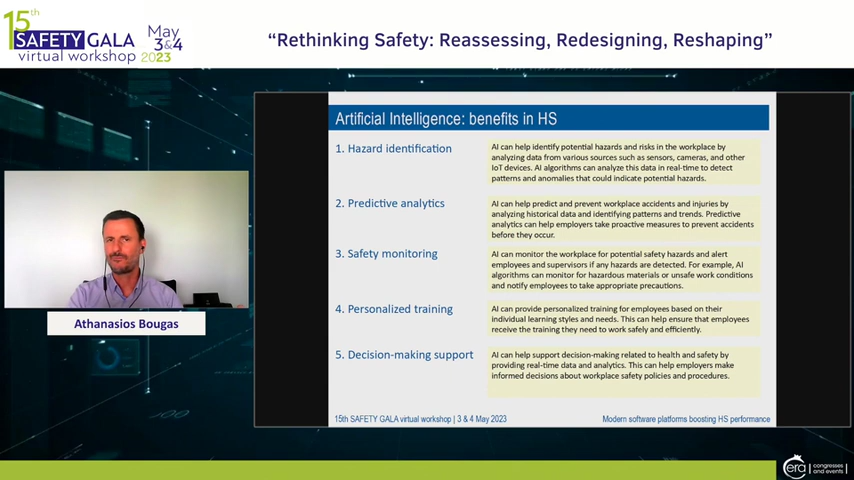 15th
SAFETY GALA
virtual workshop
May
3&4
2023
“Rethinking Safety: Reassessing, Redesigning, Reshaping”
Artificial Intelligence: benefits in HS
1. Hazard identification
AI can help identify potential hazards and risks in the workplace by
analyzing data from various sources such as sensors, cameras, and other
IoT devices. AI algorithms can analyze this data in real-time to detect
patterns and anomalies that could indicate potential hazards.
2. Predictive analytics
AI can help predict and prevent workplace accidents and injuries by
analyzing historical data and identifying patterns and trends. Predictive
analytics can help employers take proactive measures to prevent accidents
before they occur.
3. Safety monitoring
AI can monitor the workplace for potential safety hazards and alert
employees and supervisors if any hazards are detected. For example, AI
algorithms can monitor for hazardous materials or unsafe work conditions
and notify employees to take appropriate precautions.
4. Personalized training
AI can provide personalized training for employees based on their
individual learning styles and needs. This can help ensure that employees
receive the training they need to work safely and efficiently.
5. Decision-making support
AI can help support decision-making related to health and safety by
providing real-time data and analytics. This can help employers make
informed decisions about workplace safety policies and procedures.
15th SAFETY GALA virtual workshop | 3 & 4 May 2023
Modern software platforms boosting HS performance
Athanasios Bougas
era
congresses
and events